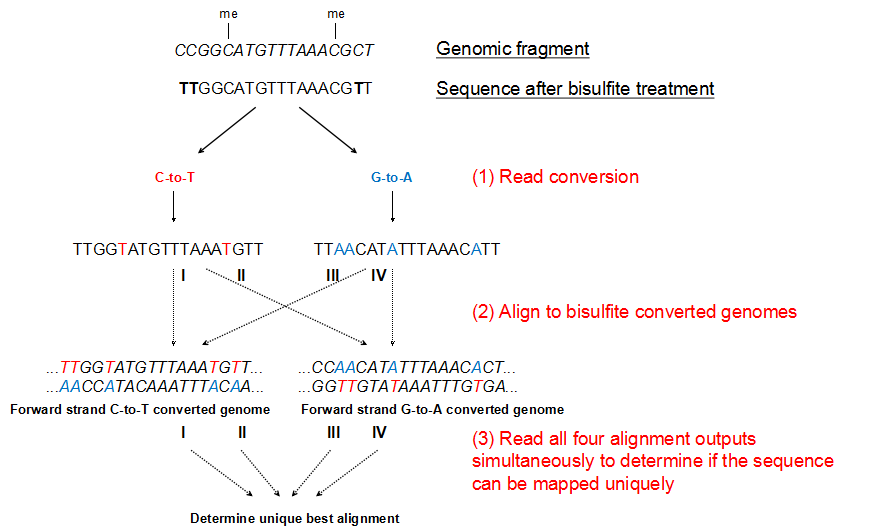 me me
CCGGCATGTTTAAACGCT Genomic fragment
TTGGCATGTTTAAACGTT Sequence after bisulfite treatment
C-to-T G-to-A (1) Read conversion
TTGGTATGTTTAAATGTT TTAACATATTTAAACATT
I II III IV
(2) Align to bisulfite converted genomes
...TTGGTATGTTTAAATGTT... ...CCAACATATTTAAACACT...
...AACCATACAAATTTACAA... ...GGTTGTATAAATTTGTGA...
Forward strand C-to-T converted genome Forward strand G-to-A converted genome
I II III IV
(3) Read all four alignment outputs
simultaneously to determine if the sequence
can be mapped uniquely
Determine unique best alignment